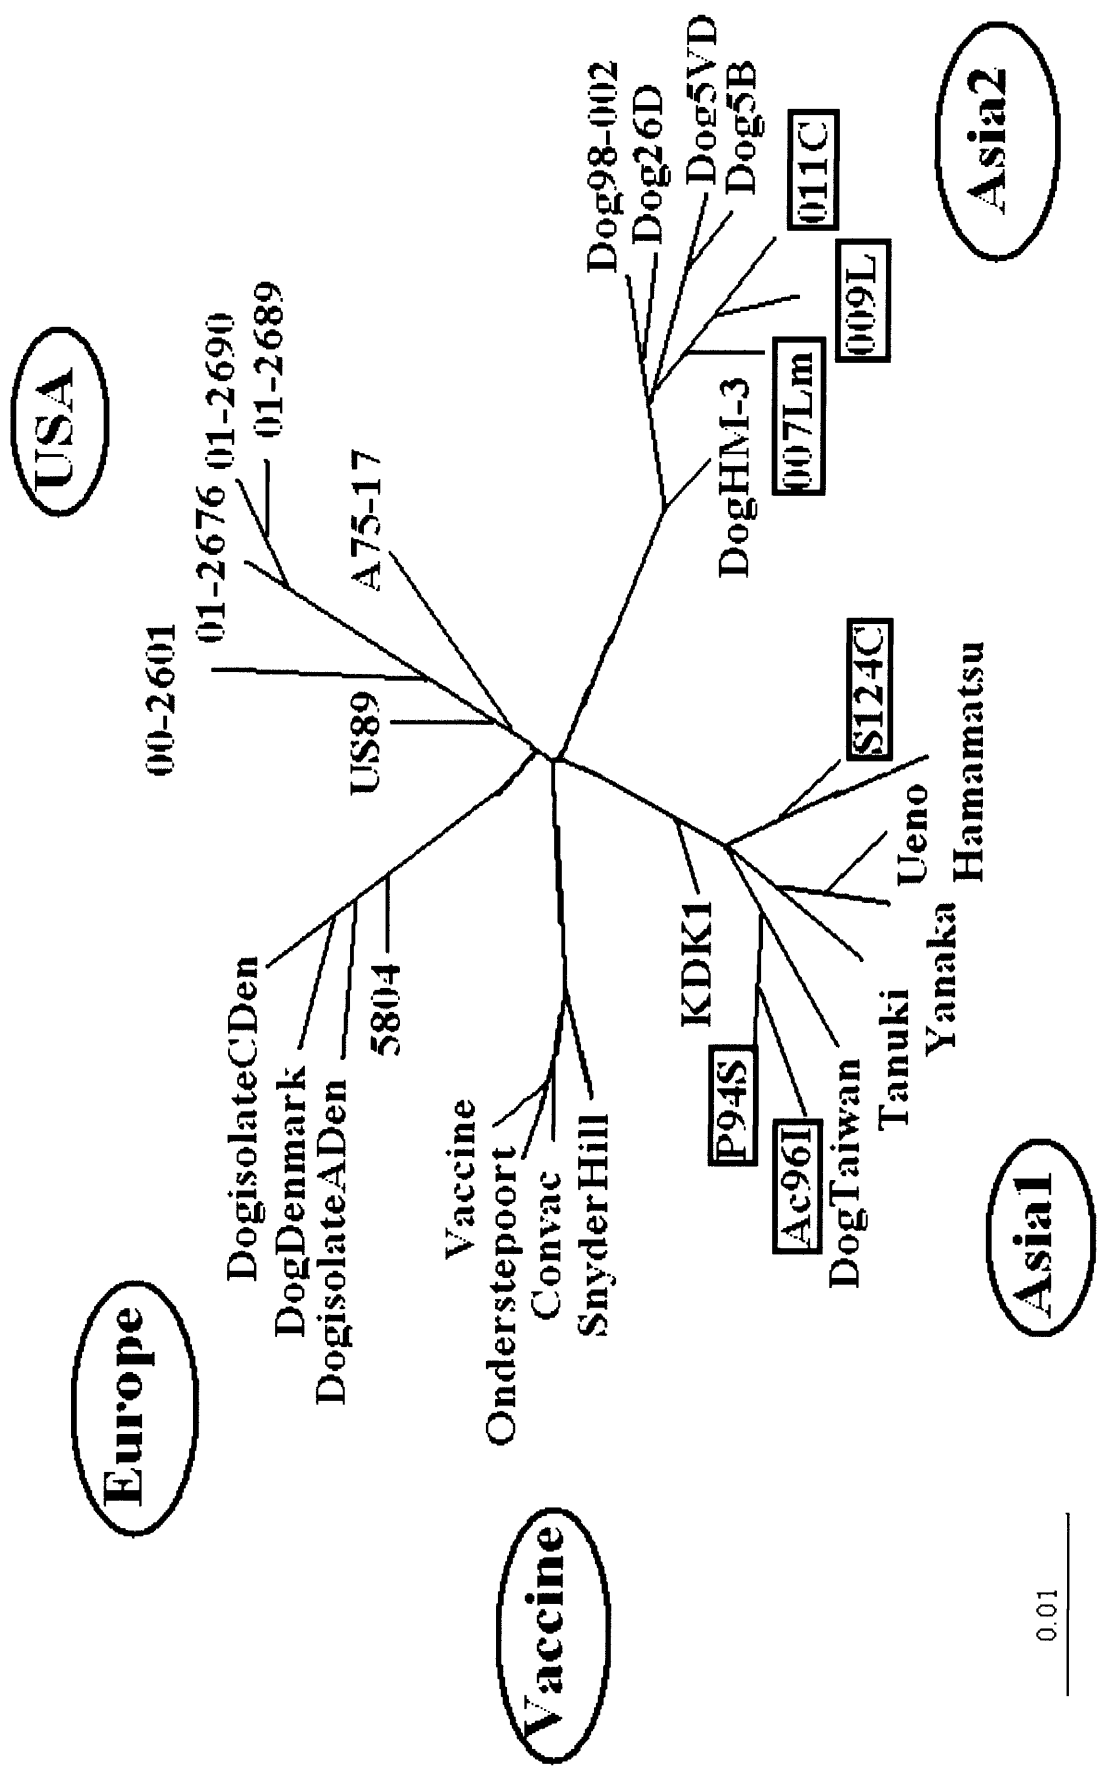 Europe
Vaccine
USA
Asia1
Asia2
DogisolateCDen
DogDenmark
DogisolateADen
5804
Vaccine
Onderstepoort
Convac
SnyderHill
00-2601
01-2676
01-2690
01-2689
US89
A75-17
KDK1
P94S
Ac96I
DogTaiwan
Tanuki
Yanaka
Ueno
Hamamatsu
S124C
DogHM-3
007Lm
009L
011C
Dog5B
Dog5VD
Dog26D
Dog98-002
0.01